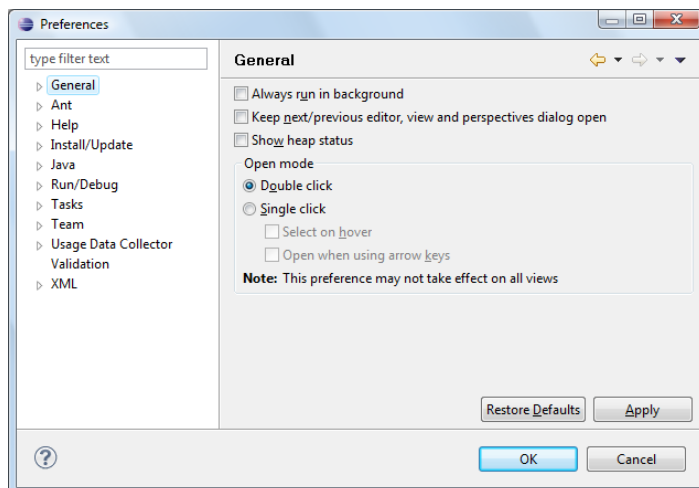 Preferences
type filter text
General
Ant
Help
Install/Update
Java
Run/Debug
Tasks
Team
Usage Data Collector
Validation
XML
General
Always run in background
Keep next/previous editor, view and perspectives dialog open
Show heap status
Open mode
Double click
Single click
Select on hover
Open when using arrow keys
Note: This preference may not take effect on all views
Restore Defaults
Apply
?
OK
Cancel